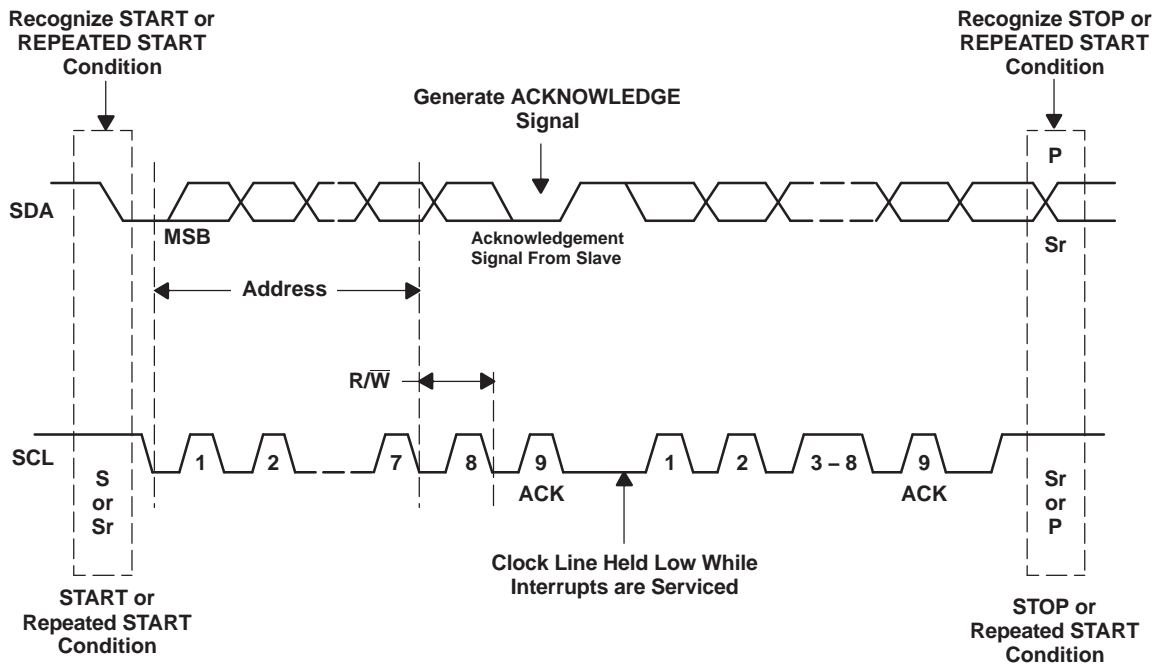 Recognize START or
REPEATED START
Condition
Recognize STOP or
REPEATED START
Condition
Generate ACKNOWLEDGE
Signal
P
SDA
MSB
Acknowledgement
Signal From Slave
Sr
Address
R/W̅
SCL
1
2
7
8
9
1
2
3 – 8
9
ACK
ACK
S
or
Sr
Sr
or
P
Clock Line Held Low While
Interrupts are Serviced
START or
Repeated START
Condition
STOP or
Repeated START
Condition